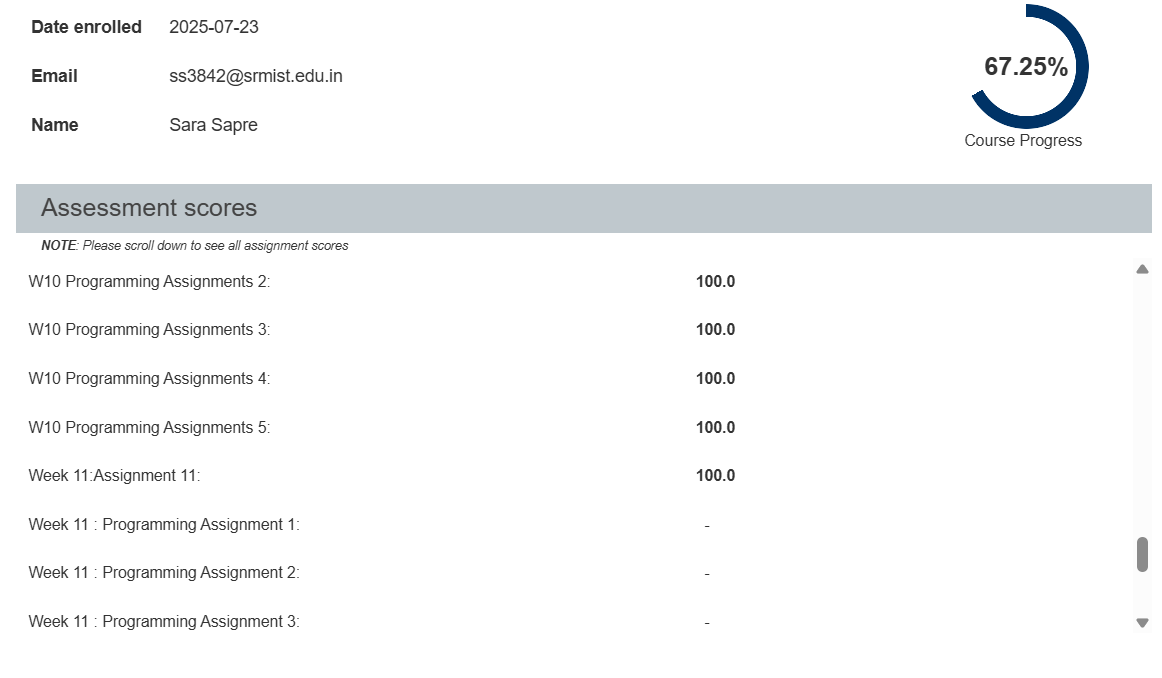 Date enrolled 2025-07-23
67.25%
Email ss3842@srmist.edu.in
Name Sara Sapre
Course Progress
Assessment scores
NOTE: Please scroll down to see all assignment scores
W10 Programming Assignments 2: 100.0
W10 Programming Assignments 3: 100.0
W10 Programming Assignments 4: 100.0
W10 Programming Assignments 5: 100.0
Week 11:Assignment 11: 100.0
Week 11 : Programming Assignment 1: -
Week 11 : Programming Assignment 2: -
Week 11 : Programming Assignment 3: -